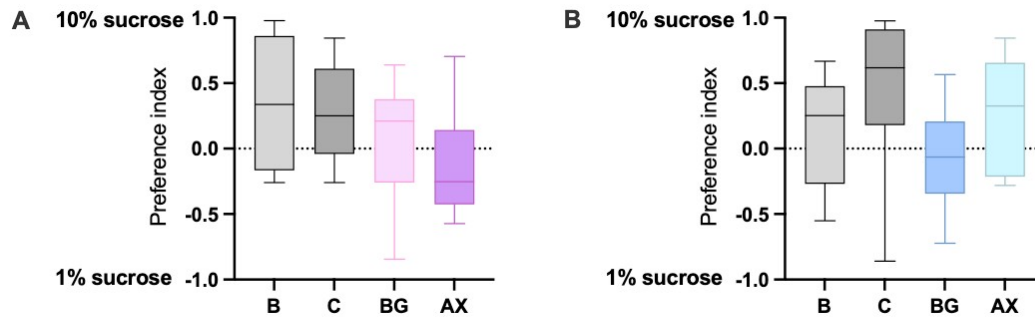 A
10% sucrose
1.0
0.5
0.0
-0.5
-1.0
Preference index
1% sucrose
B C BG AX
B
10% sucrose
1.0
0.5
0.0
-0.5
-1.0
Preference index
1% sucrose
B C BG AX